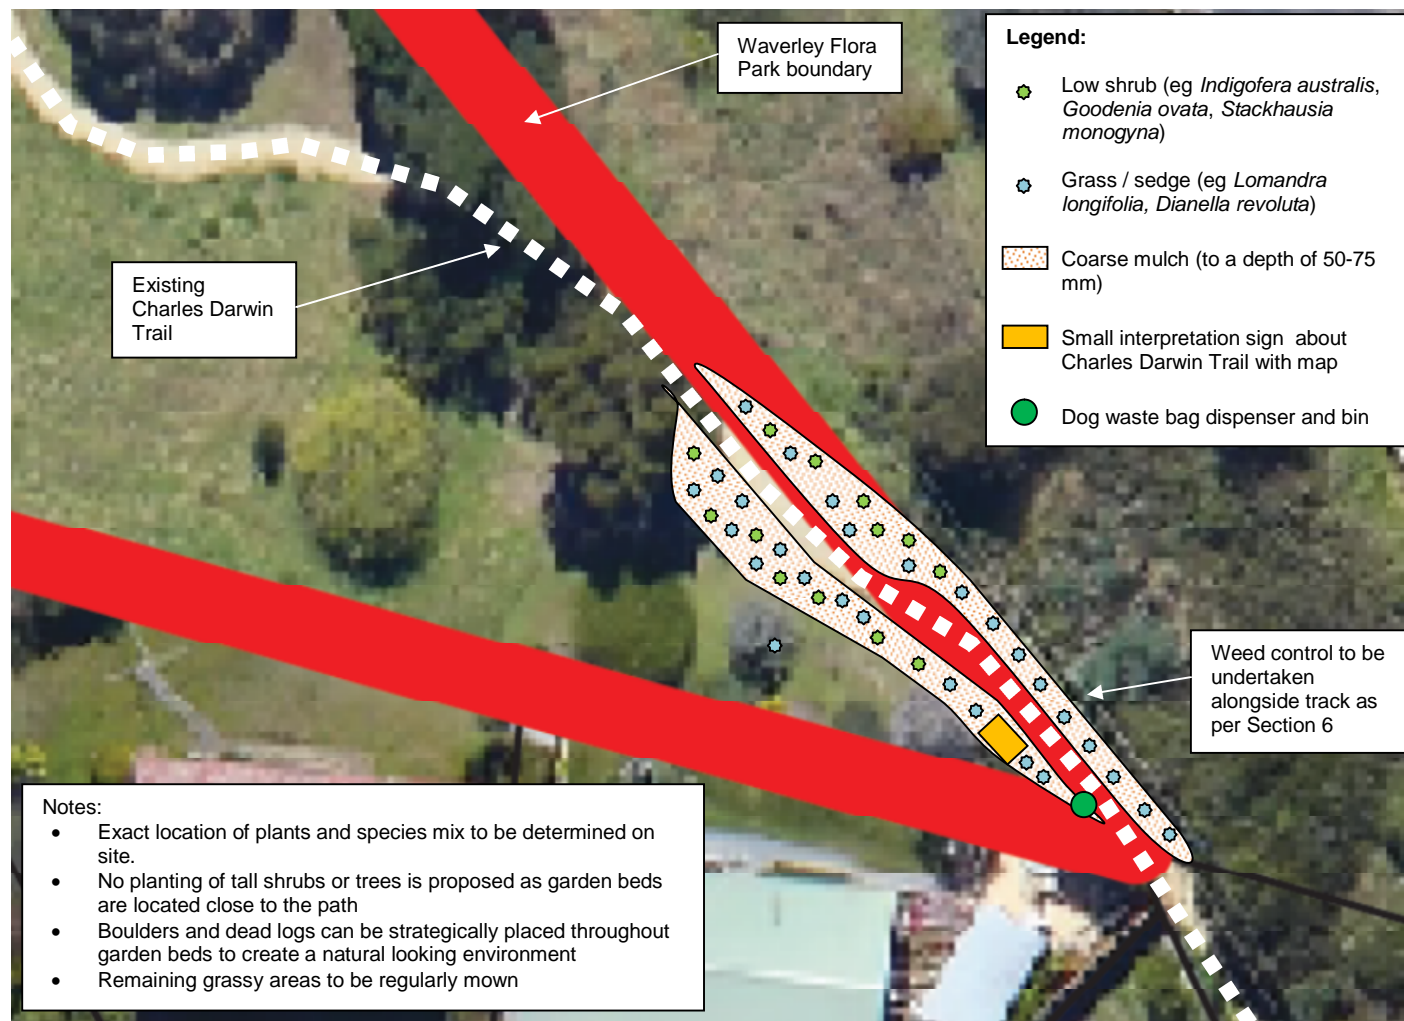 Waverley Flora
Park boundary
Legend:
Low shrub (eg Indigofera australis,
Goodenia ovata, Stackhausia
monogyna)
Grass / sedge (eg Lomandra
longifolia, Dianella revoluta)
Coarse mulch (to a depth of 50-75
mm)
Small interpretation sign about
Charles Darwin Trail with map
Dog waste bag dispenser and bin
Existing
Charles Darwin
Trail
Weed control to be
undertaken
alongside track as
per Section 6
Notes:
• Exact location of plants and species mix to be determined on
site.
• No planting of tall shrubs or trees is proposed as garden beds
are located close to the path
• Boulders and dead logs can be strategically placed throughout
garden beds to create a natural looking environment
• Remaining grassy areas to be regularly mown